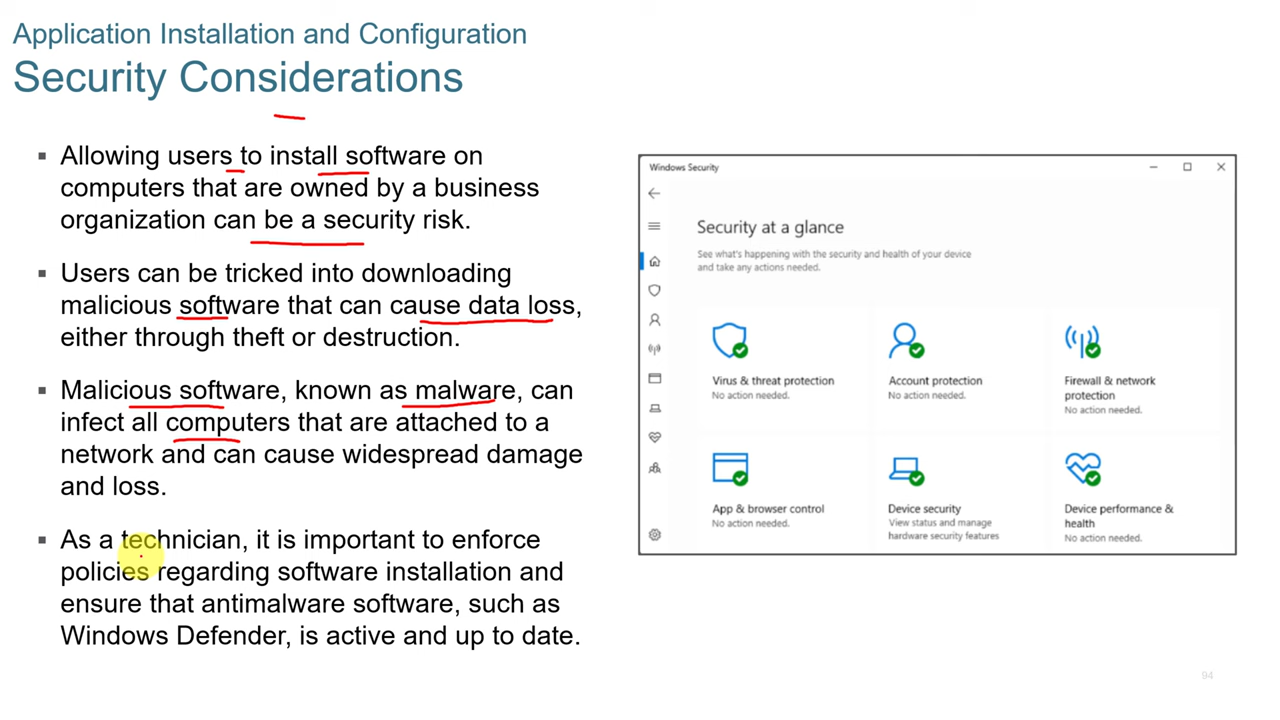 Application Installation and Configuration
Security Considerations
▪ Allowing users to install software on
computers that are owned by a business
organization can be a security risk.
▪ Users can be tricked into downloading
malicious software that can cause data loss,
either through theft or destruction.
▪ Malicious software, known as malware, can
infect all computers that are attached to a
network and can cause widespread damage
and loss.
▪ As a technician, it is important to enforce
policies regarding software installation and
ensure that antimalware software, such as
Windows Defender, is active and up to date.
Windows Security
Security at a glance
See what's happening with the security and health of your device
and take any actions needed.
Virus & threat protection
No action needed.
Account protection
No action needed.
Firewall & network
protection
No action needed.
App & browser control
No action needed.
Device security
View status and manage
hardware security features
Device performance &
health
No action needed.
94